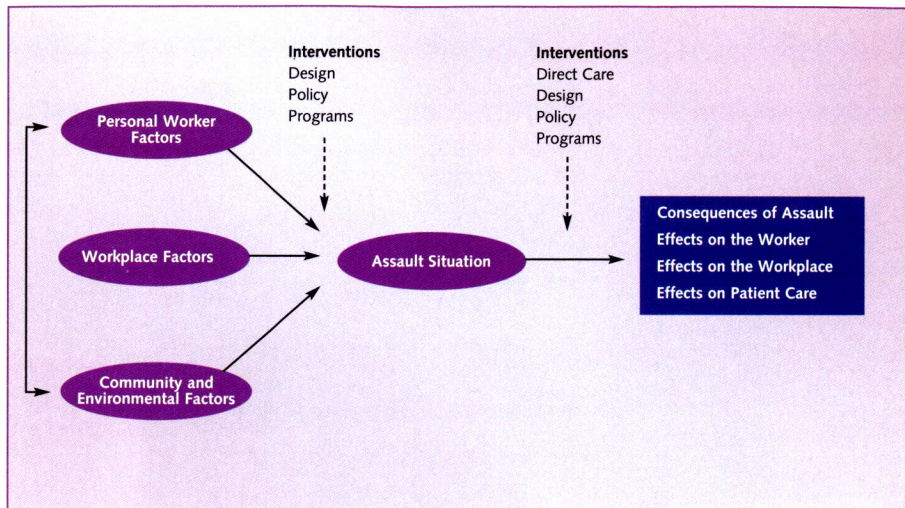 Interventions
Design
Policy
Programs
Interventions
Direct Care
Design
Policy
Programs
Personal Worker
Factors
Workplace Factors
Community and
Environmental Factors
Assault Situation
Consequences of Assault
Effects on the Worker
Effects on the Workplace
Effects on Patient Care